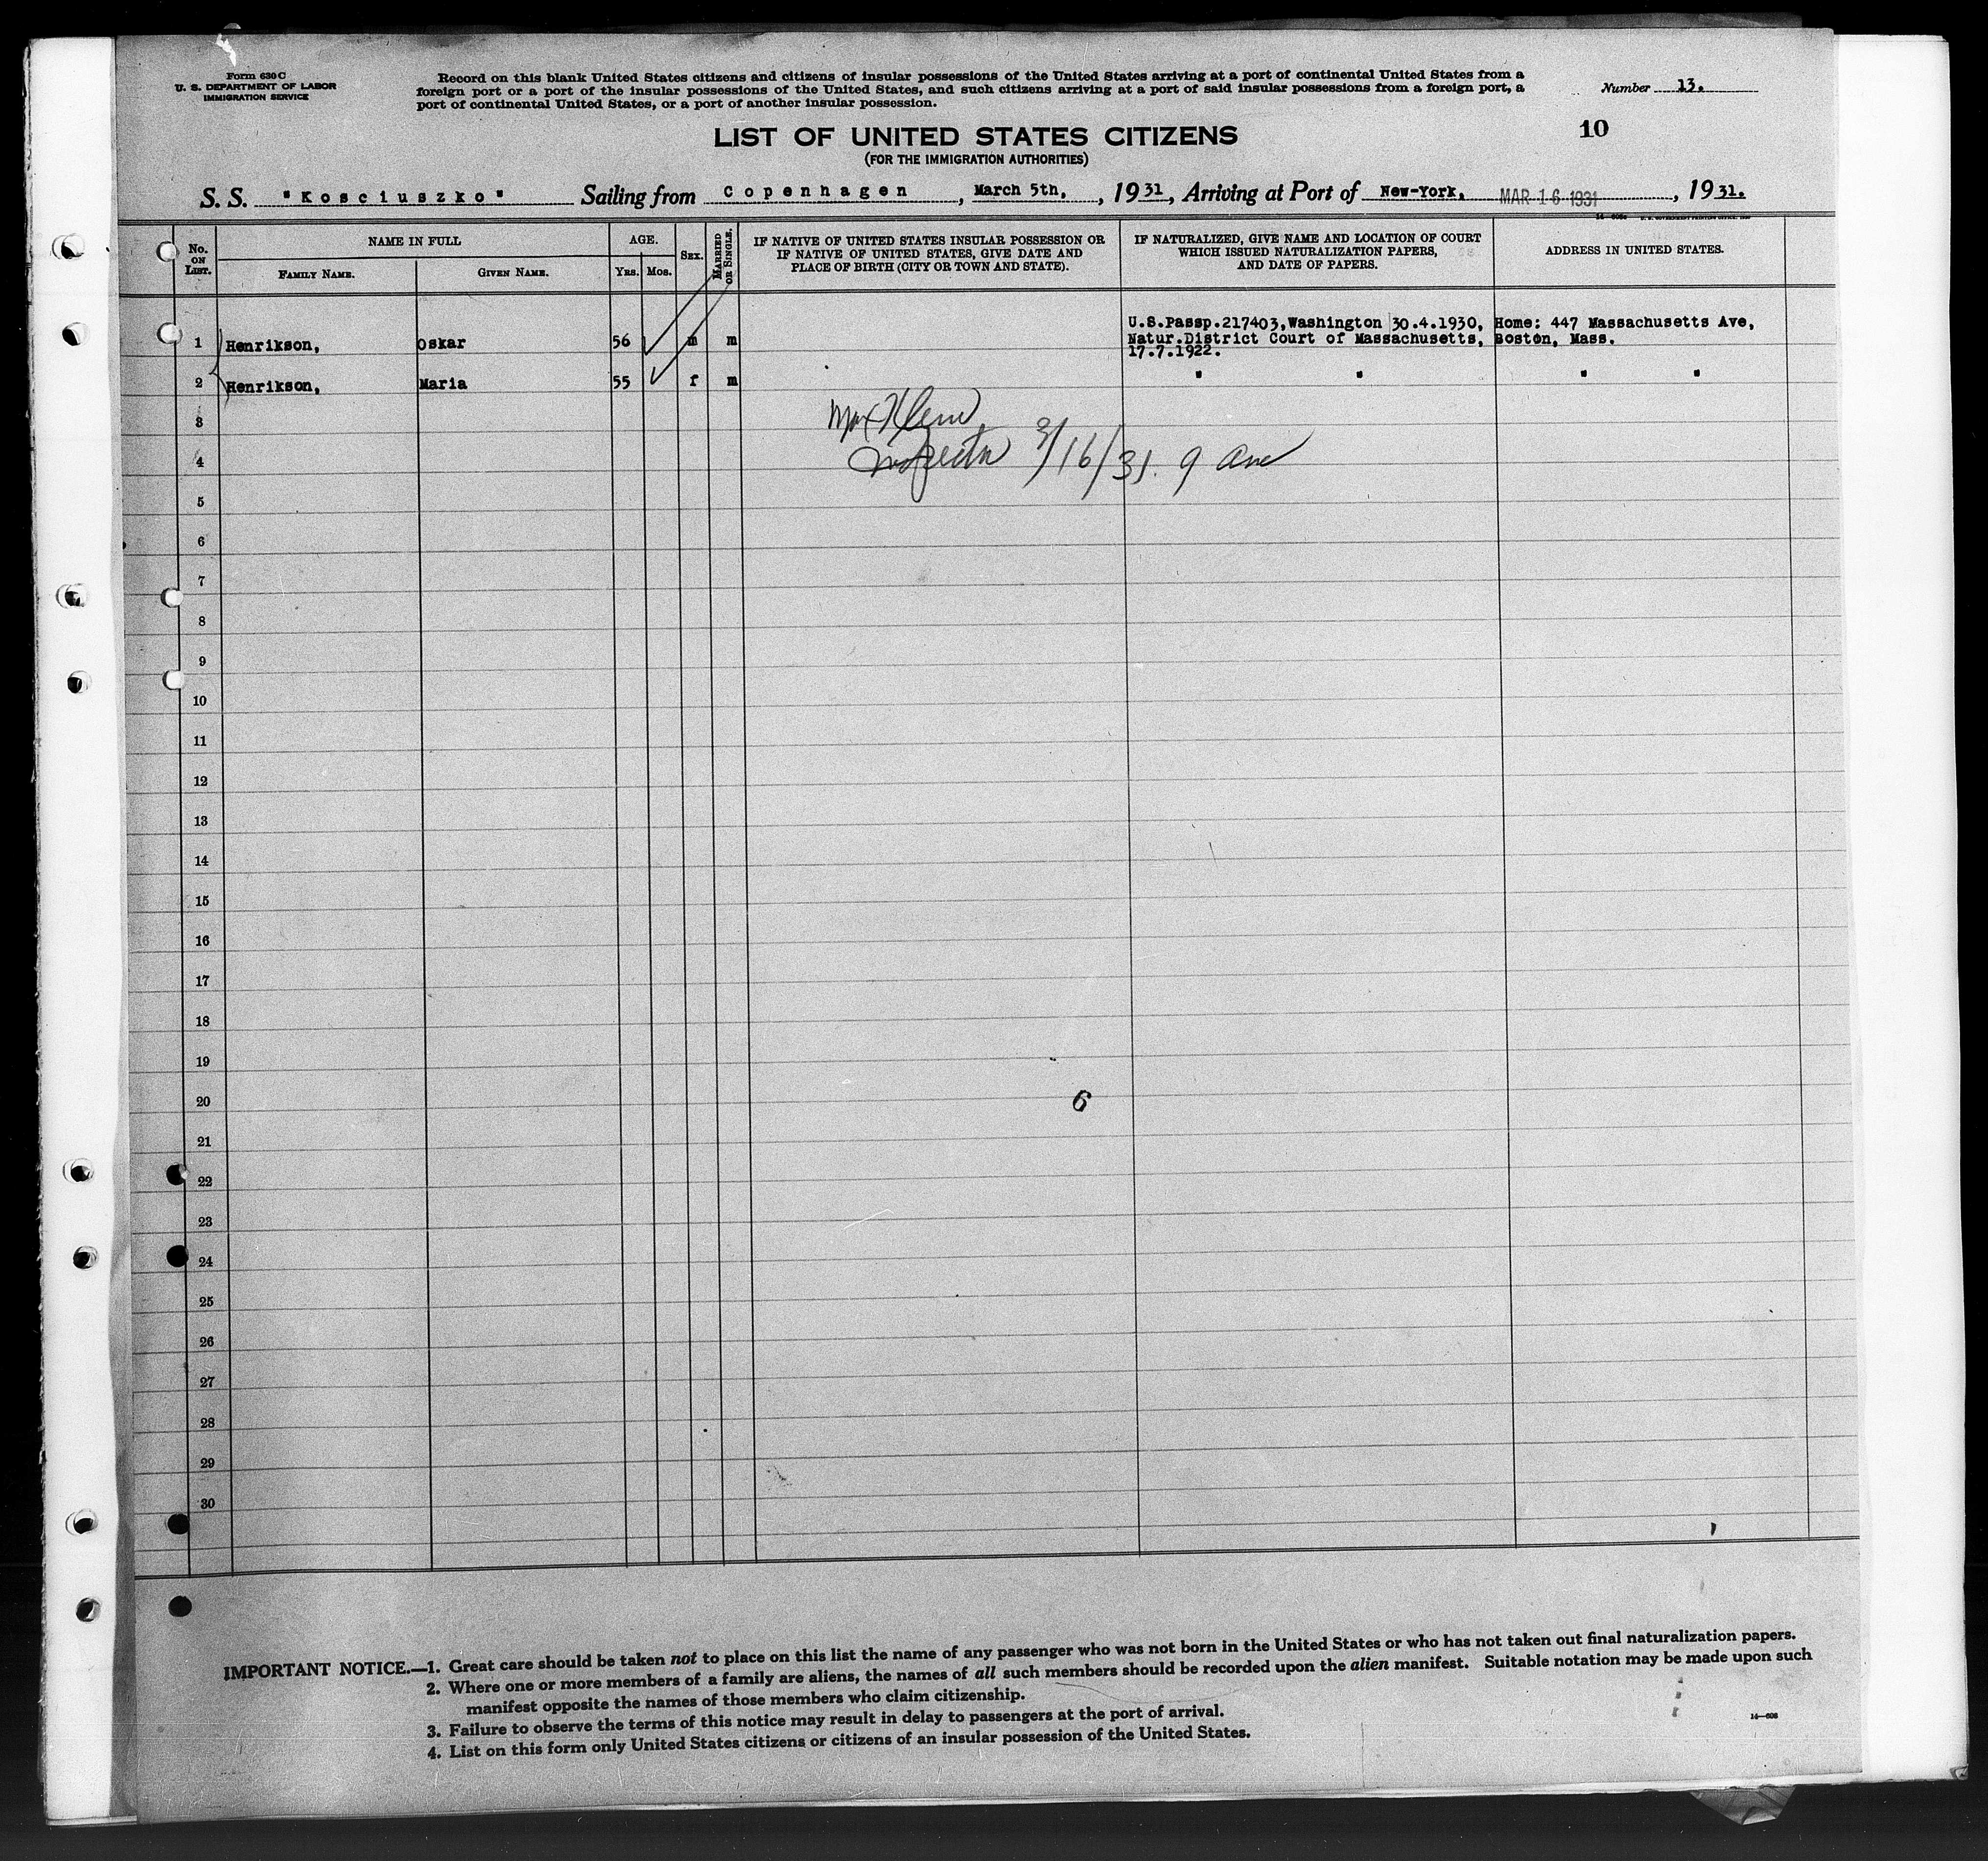 Form 630 C
U. S. DEPARTMENT OF LABOR
IMMIGRATION SERVICE
Record on this blank United States citizens and citizens of insular possessions of the United States arriving at a port of continental United States from a
foreign port or a port of the insular possessions of the United States, and such citizens arriving at a port of said insular possessions from a foreign port, a
port of continental United States, or a port of another insular possession.
Number 13.
10
LIST OF UNITED STATES CITIZENS
(FOR THE IMMIGRATION AUTHORITIES)
S. S. "Kosciuszko" Sailing from Copenhagen, March 5th, , 1931, Arriving at Port of New-York, MAR 16 1931, 1931.
No. ON LIST.
NAME IN FULL
FAMILY NAME.
GIVEN NAME.
AGE.
YRS. MOS.
SEX.
MARRIED OR SINGLE.
IF NATIVE OF UNITED STATES INSULAR POSSESSION OR
IF NATIVE OF UNITED STATES, GIVE DATE AND
PLACE OF BIRTH (CITY OR TOWN AND STATE).
IF NATURALIZED, GIVE NAME AND LOCATION OF COURT
WHICH ISSUED NATURALIZATION PAPERS,
AND DATE OF PAPERS.
ADDRESS IN UNITED STATES.
U.S.Passp.217403,Washington 30.4.1930, Home: 447 Massachusetts Ave,
1 Henrikson, Oskar 56 m m Natur.District Court of Massachusetts, Boston, Mass.
17.7.1922.
2 Henrikson, Maria 55 f m " " " "
3
4
Inspector 3/16/31. 9 am
5
6
7
8
9
10
11
12
13
14
15
16
17
18
19
20
6
21
22
23
24
25
26
27
28
29
30
IMPORTANT NOTICE.—1. Great care should be taken not to place on this list the name of any passenger who was not born in the United States or who has not taken out final naturalization papers.
2. Where one or more members of a family are aliens, the names of all such members should be recorded upon the alien manifest. Suitable notation may be made upon such
manifest opposite the names of those members who claim citizenship.
3. Failure to observe the terms of this notice may result in delay to passengers at the port of arrival.
4. List on this form only United States citizens or citizens of an insular possession of the United States.
14—608